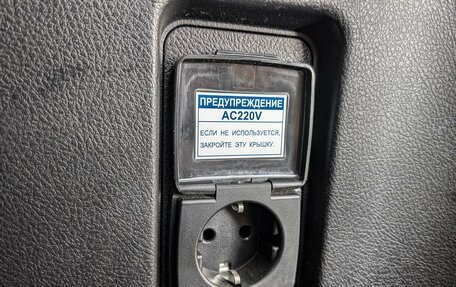 ПРЕДУПРЕЖДЕНИЕ
AC220V
ЕСЛИ НЕ ИСПОЛЬЗУЕТСЯ,
ЗАКРОЙТЕ ЭТУ КРЫШКУ.